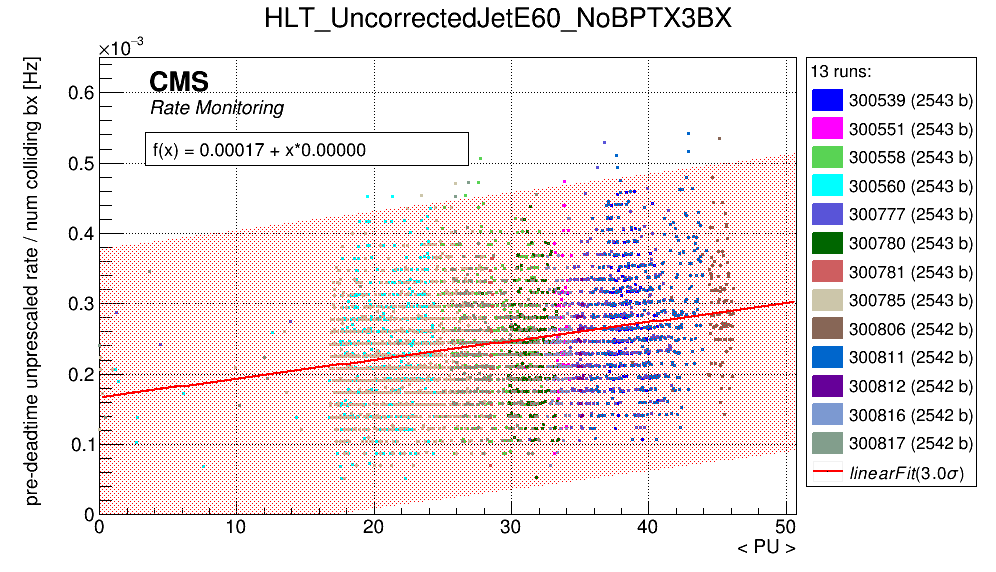 HLT_UncorrectedJetE60_NoBPTX3BX
×10⁻³
CMS
Rate Monitoring
f(x) = 0.00017 + x*0.00000
pre-deadtime unprescaled rate / num colliding bx [Hz]
0.6
0.5
0.4
0.3
0.2
0.1
0
0 10 20 30 40 50
< PU >
13 runs:
300539 (2543 b)
300551 (2543 b)
300558 (2543 b)
300560 (2543 b)
300777 (2543 b)
300780 (2543 b)
300781 (2543 b)
300785 (2543 b)
300806 (2542 b)
300811 (2542 b)
300812 (2542 b)
300816 (2542 b)
300817 (2542 b)
linearFit(3.0σ)